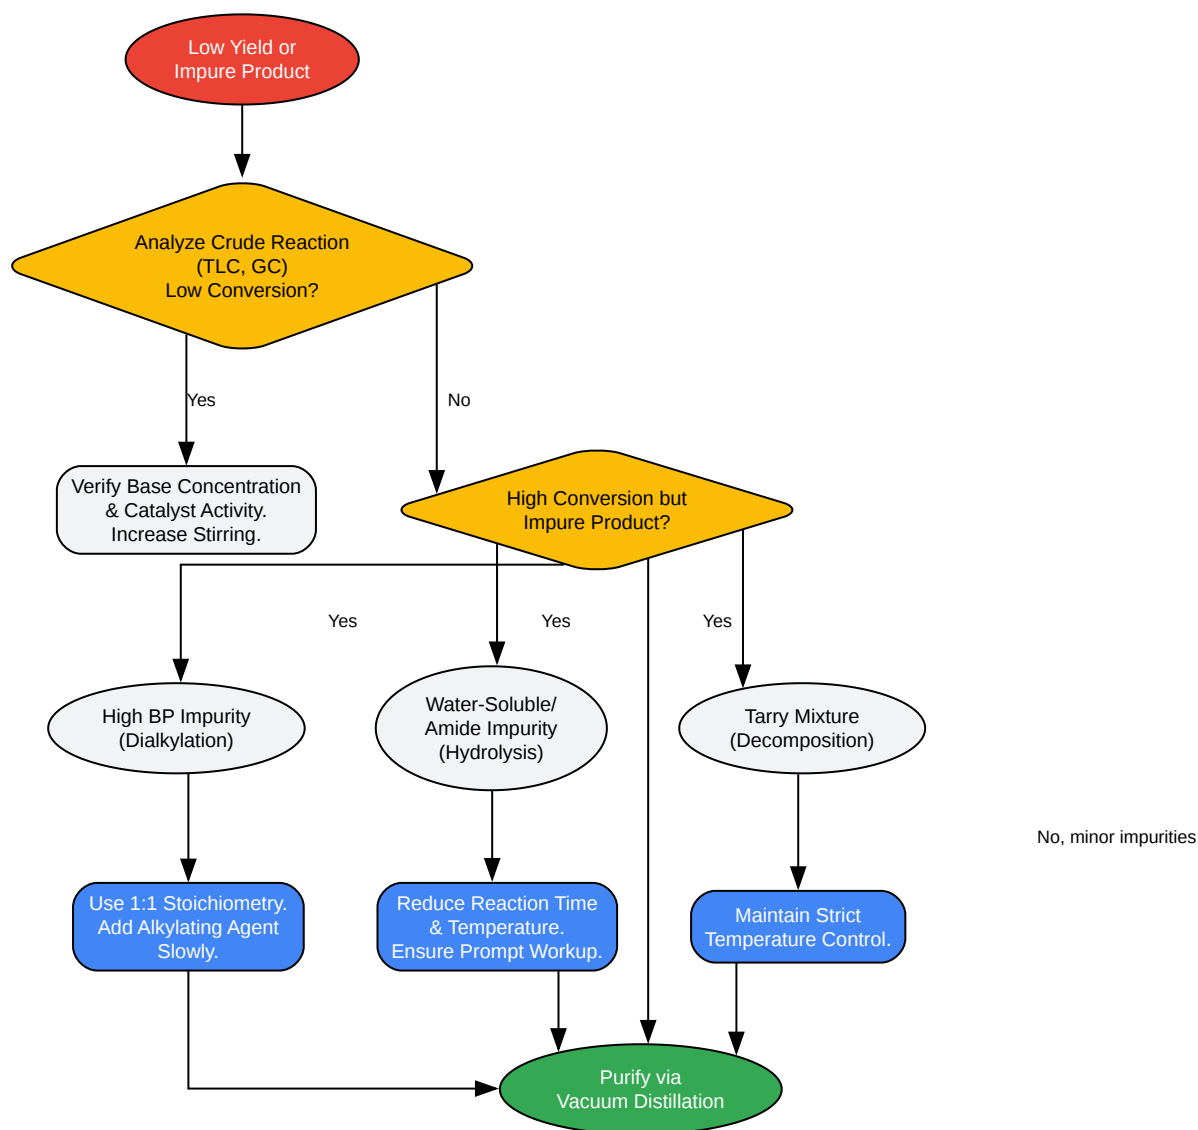 Low Yield or
Impure Product
Analyze Crude Reaction
(TLC, GC)
Low Conversion?
Yes
No
Verify Base Concentration
& Catalyst Activity.
Increase Stirring.
High Conversion but
Impure Product?
Yes
Yes
Yes
High BP Impurity
(Dialkylation)
Water-Soluble/
Amide Impurity
(Hydrolysis)
Tarry Mixture
(Decomposition)
No, minor impurities
Use 1:1 Stoichiometry.
Add Alkylating Agent
Slowly.
Reduce Reaction Time
& Temperature.
Ensure Prompt Workup.
Maintain Strict
Temperature Control.
Purify via
Vacuum Distillation